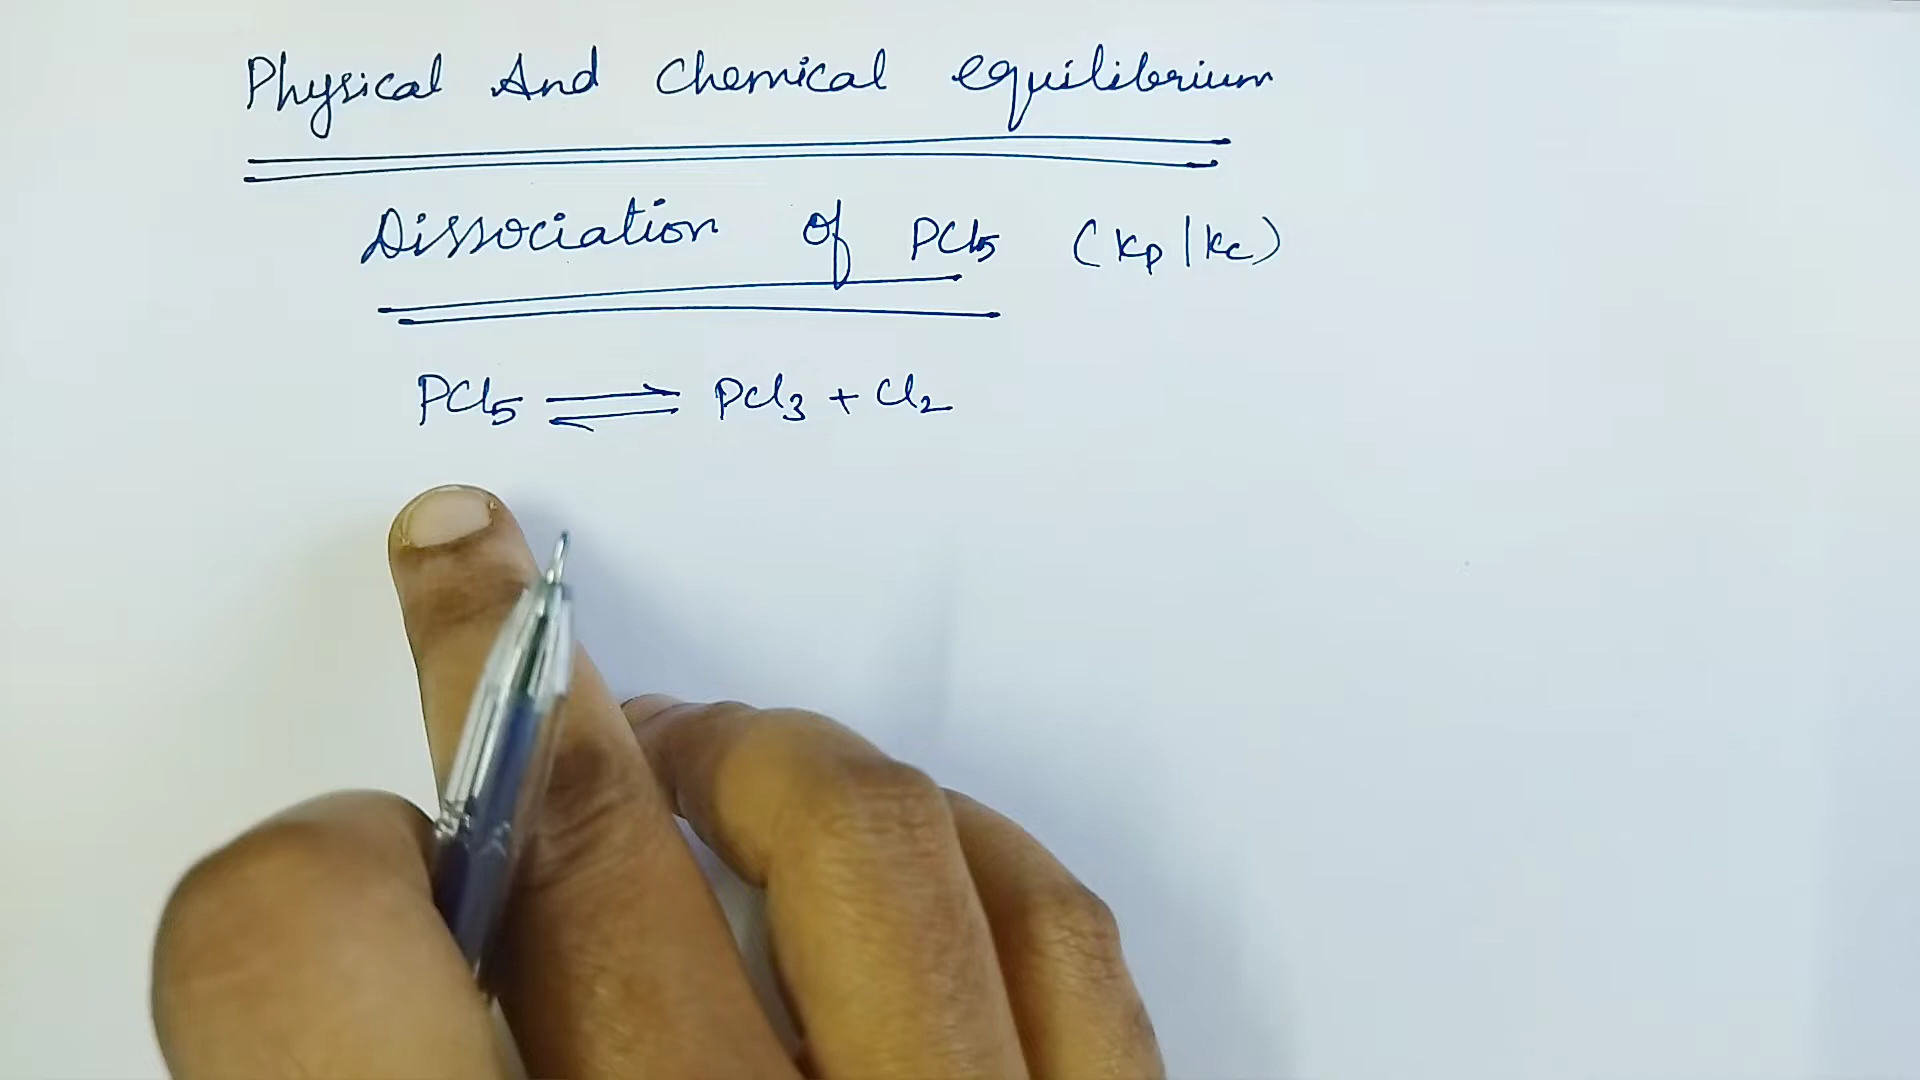 Physical And Chemical equilibrium
Dissociation of PCl5 (Kp/Kc)
PCl5 ⇌ PCl3 + Cl2